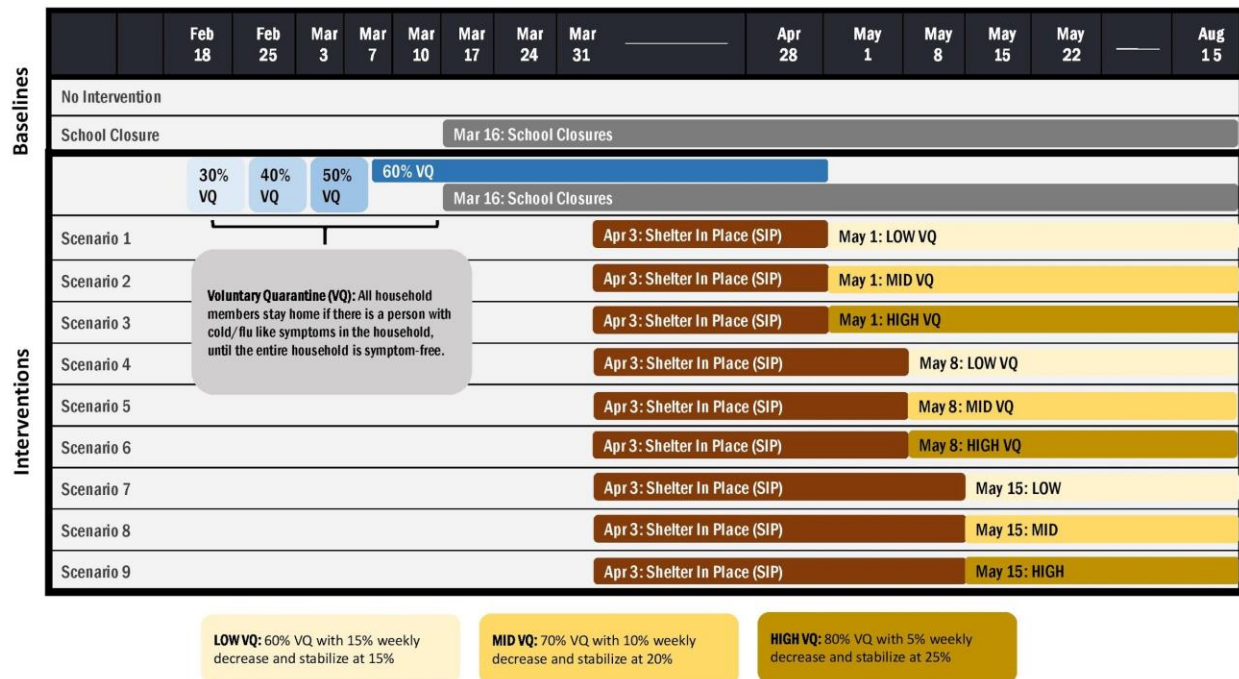 Feb 18 Feb 25 Mar 3 Mar 7 Mar 10 Mar 17 Mar 24 Mar 31 Apr 28 May 1 May 8 May 15 May 22 Aug 15
Baselines
No Intervention
School Closure
Mar 16: School Closures
Interventions
30% VQ
40% VQ
50% VQ
60% VQ
Mar 16: School Closures
Scenario 1
Apr 3: Shelter In Place (SIP)
May 1: LOW VQ
Scenario 2
Apr 3: Shelter In Place (SIP)
May 1: MID VQ
Scenario 3
Apr 3: Shelter In Place (SIP)
May 1: HIGH VQ
Voluntary Quarantine (VQ): All household
members stay home if there is a person with
cold/flu like symptoms in the household,
until the entire household is symptom-free.
Scenario 4
Apr 3: Shelter In Place (SIP)
May 8: LOW VQ
Scenario 5
Apr 3: Shelter In Place (SIP)
May 8: MID VQ
Scenario 6
Apr 3: Shelter In Place (SIP)
May 8: HIGH VQ
Scenario 7
Apr 3: Shelter In Place (SIP)
May 15: LOW
Scenario 8
Apr 3: Shelter In Place (SIP)
May 15: MID
Scenario 9
Apr 3: Shelter In Place (SIP)
May 15: HIGH
LOW VQ: 60% VQ with 15% weekly
decrease and stabilize at 15%
MID VQ: 70% VQ with 10% weekly
decrease and stabilize at 20%
HIGH VQ: 80% VQ with 5% weekly
decrease and stabilize at 25%